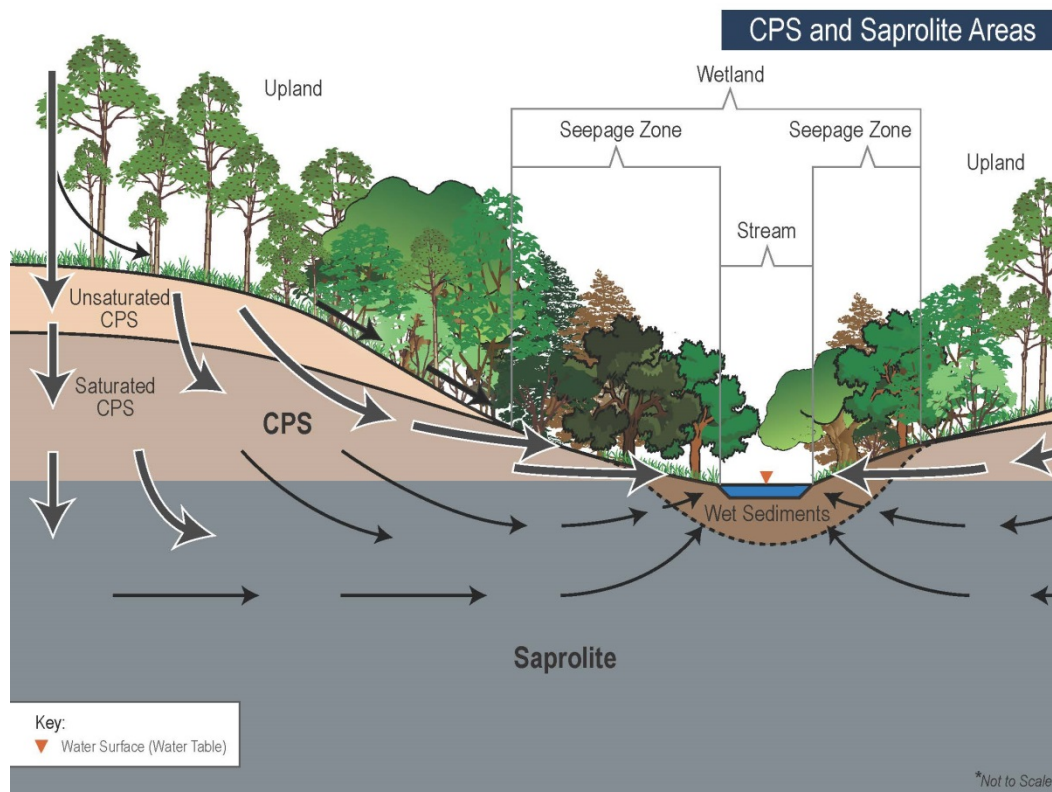 CPS and Saprolite Areas
Wetland
Upland
Seepage Zone
Seepage Zone
Upland
Stream
Unsaturated
CPS
Saturated
CPS
CPS
Wet Sediments
Saprolite
Key:
Water Surface (Water Table)
*Not to Scale